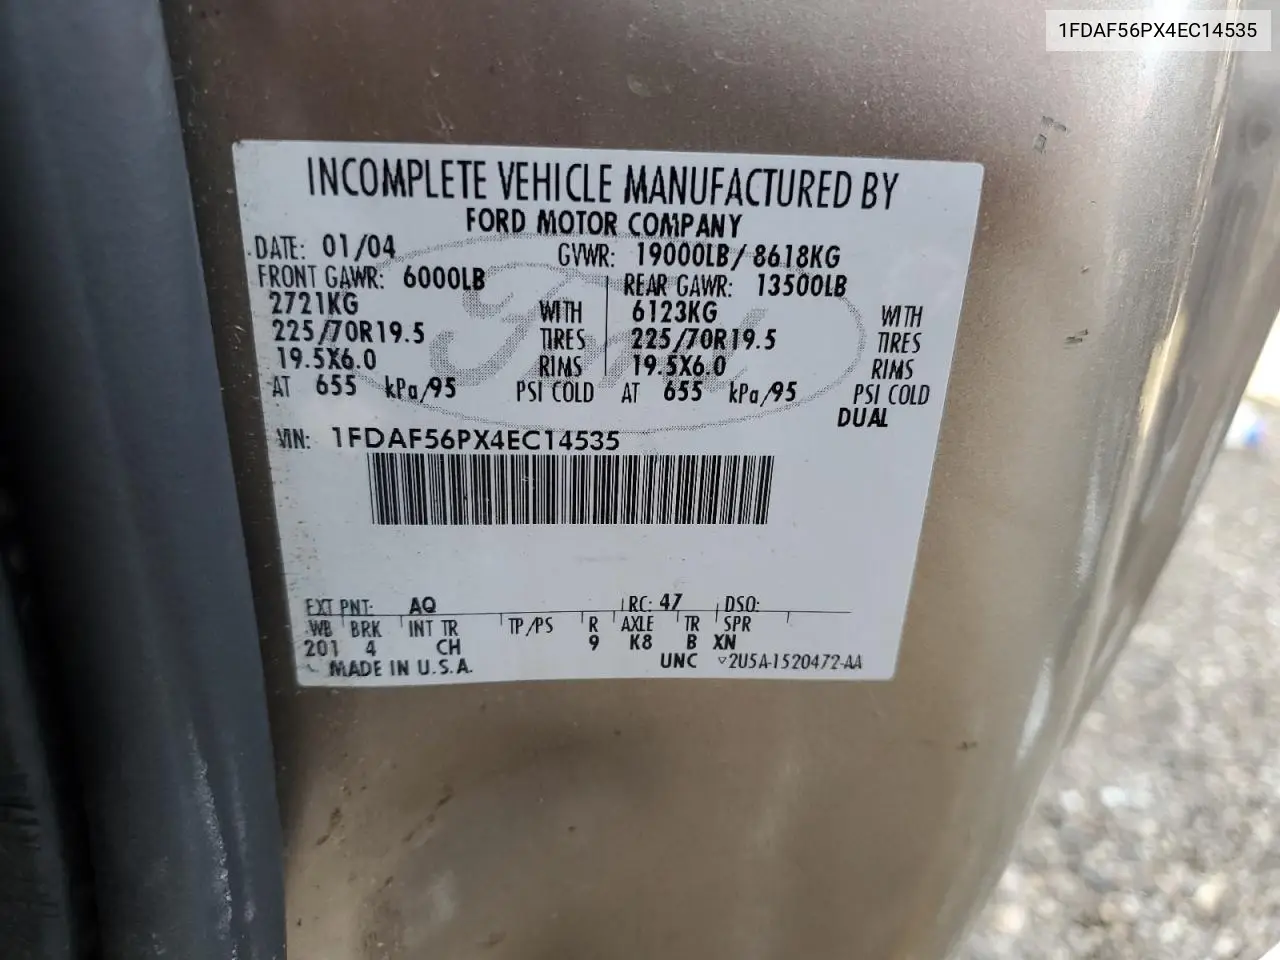 1FDAF56PX4EC14535
INCOMPLETE VEHICLE MANUFACTURED BY
FORD MOTOR COMPANY
DATE: 01/04 GVWR: 19000LB/ 8618KG
FRONT GAWR: 6000LB REAR GAWR: 13500LB
2721KG WITH 6123KG WITH
225/70R19.5 TIRES 225/70R19.5 TIRES
19.5X6.0 RIMS 19.5X6.0 RIMS
AT 655 kPa/95 PSI COLD AT 655 kPa/95 PSI COLD
DUAL
VIN: 1FDAF56PX4EC14535
EXT PNT: AQ RC: 47 DSO:
WB BRK INT TR TP/PS R AXLE TR SPR
201 4 CH 9 K8 B XN
MADE IN U.S.A. UNC 2U5A-1520472-AA
Ford